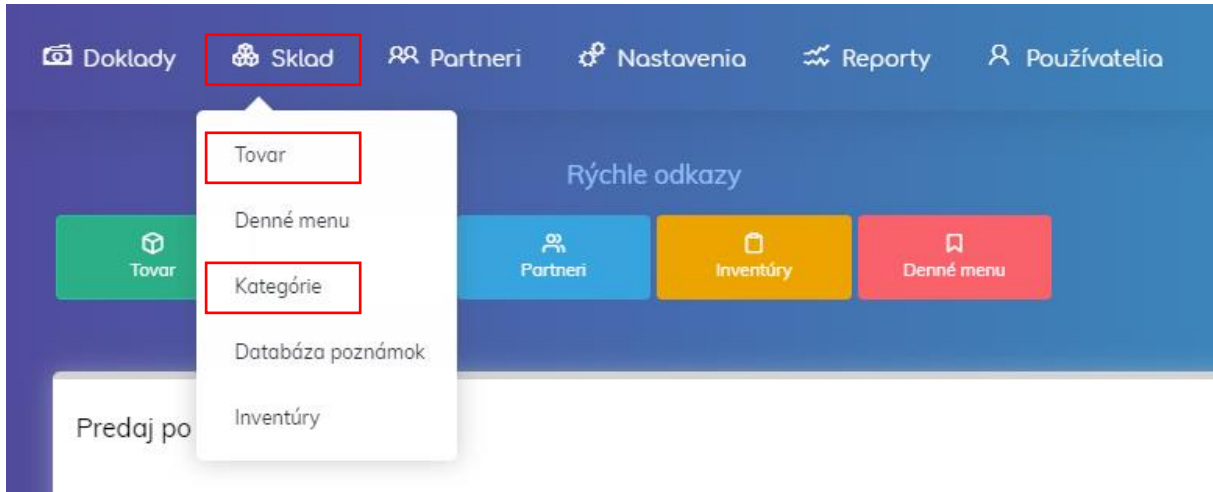 Doklady Sklad Partneri Nastavenia Reporty Používatelia
Tovar
Denné menu
Kategórie
Databáza poznámok
Inventúry
Rýchle odkazy
Tovar Partneri Inventúry Denné menu
Predaj po